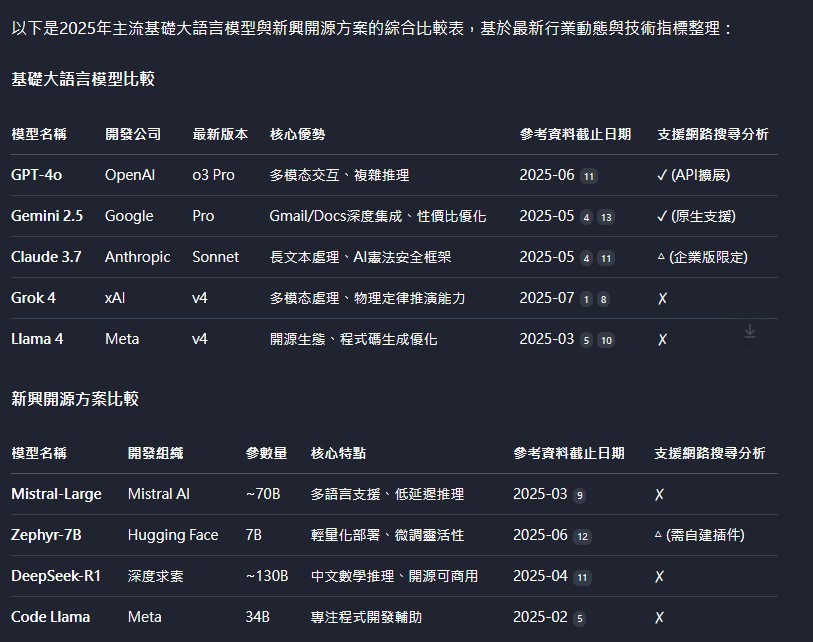 以下是2025年主流基礎大語言模型與新興開源方案的綜合比較表，基於最新行業動態與技術指標整理：
基礎大語言模型比較
模型名稱 開發公司 最新版本 核心優勢 參考資料截止日期 支援網路搜尋分析
GPT-4o OpenAI o3 Pro 多模态交互、複雜推理 2025-06 11 ✓ (API擴展)
Gemini 2.5 Google Pro Gmail/Docs深度集成、性價比優化 2025-05 4 13 ✓ (原生支援)
Claude 3.7 Anthropic Sonnet 長文本處理、AI憲法安全框架 2025-05 4 11 △ (企業版限定)
Grok 4 xAI v4 多模态處理、物理定律推演能力 2025-07 1 8 ✗
Llama 4 Meta v4 開源生態、程式碼生成優化 2025-03 5 10 ✗
新興開源方案比較
模型名稱 開發組織 參數量 核心特點 參考資料截止日期 支援網路搜尋分析
Mistral-Large Mistral AI ~70B 多語言支援、低延遲推理 2025-03 9 ✗
Zephyr-7B Hugging Face 7B 輕量化部署、微調靈活性 2025-06 12 △ (需自建插件)
DeepSeek-R1 深度求索 ~130B 中文數學推理、開源可商用 2025-04 11 ✗
Code Llama Meta 34B 專注程式開發輔助 2025-02 5 ✗